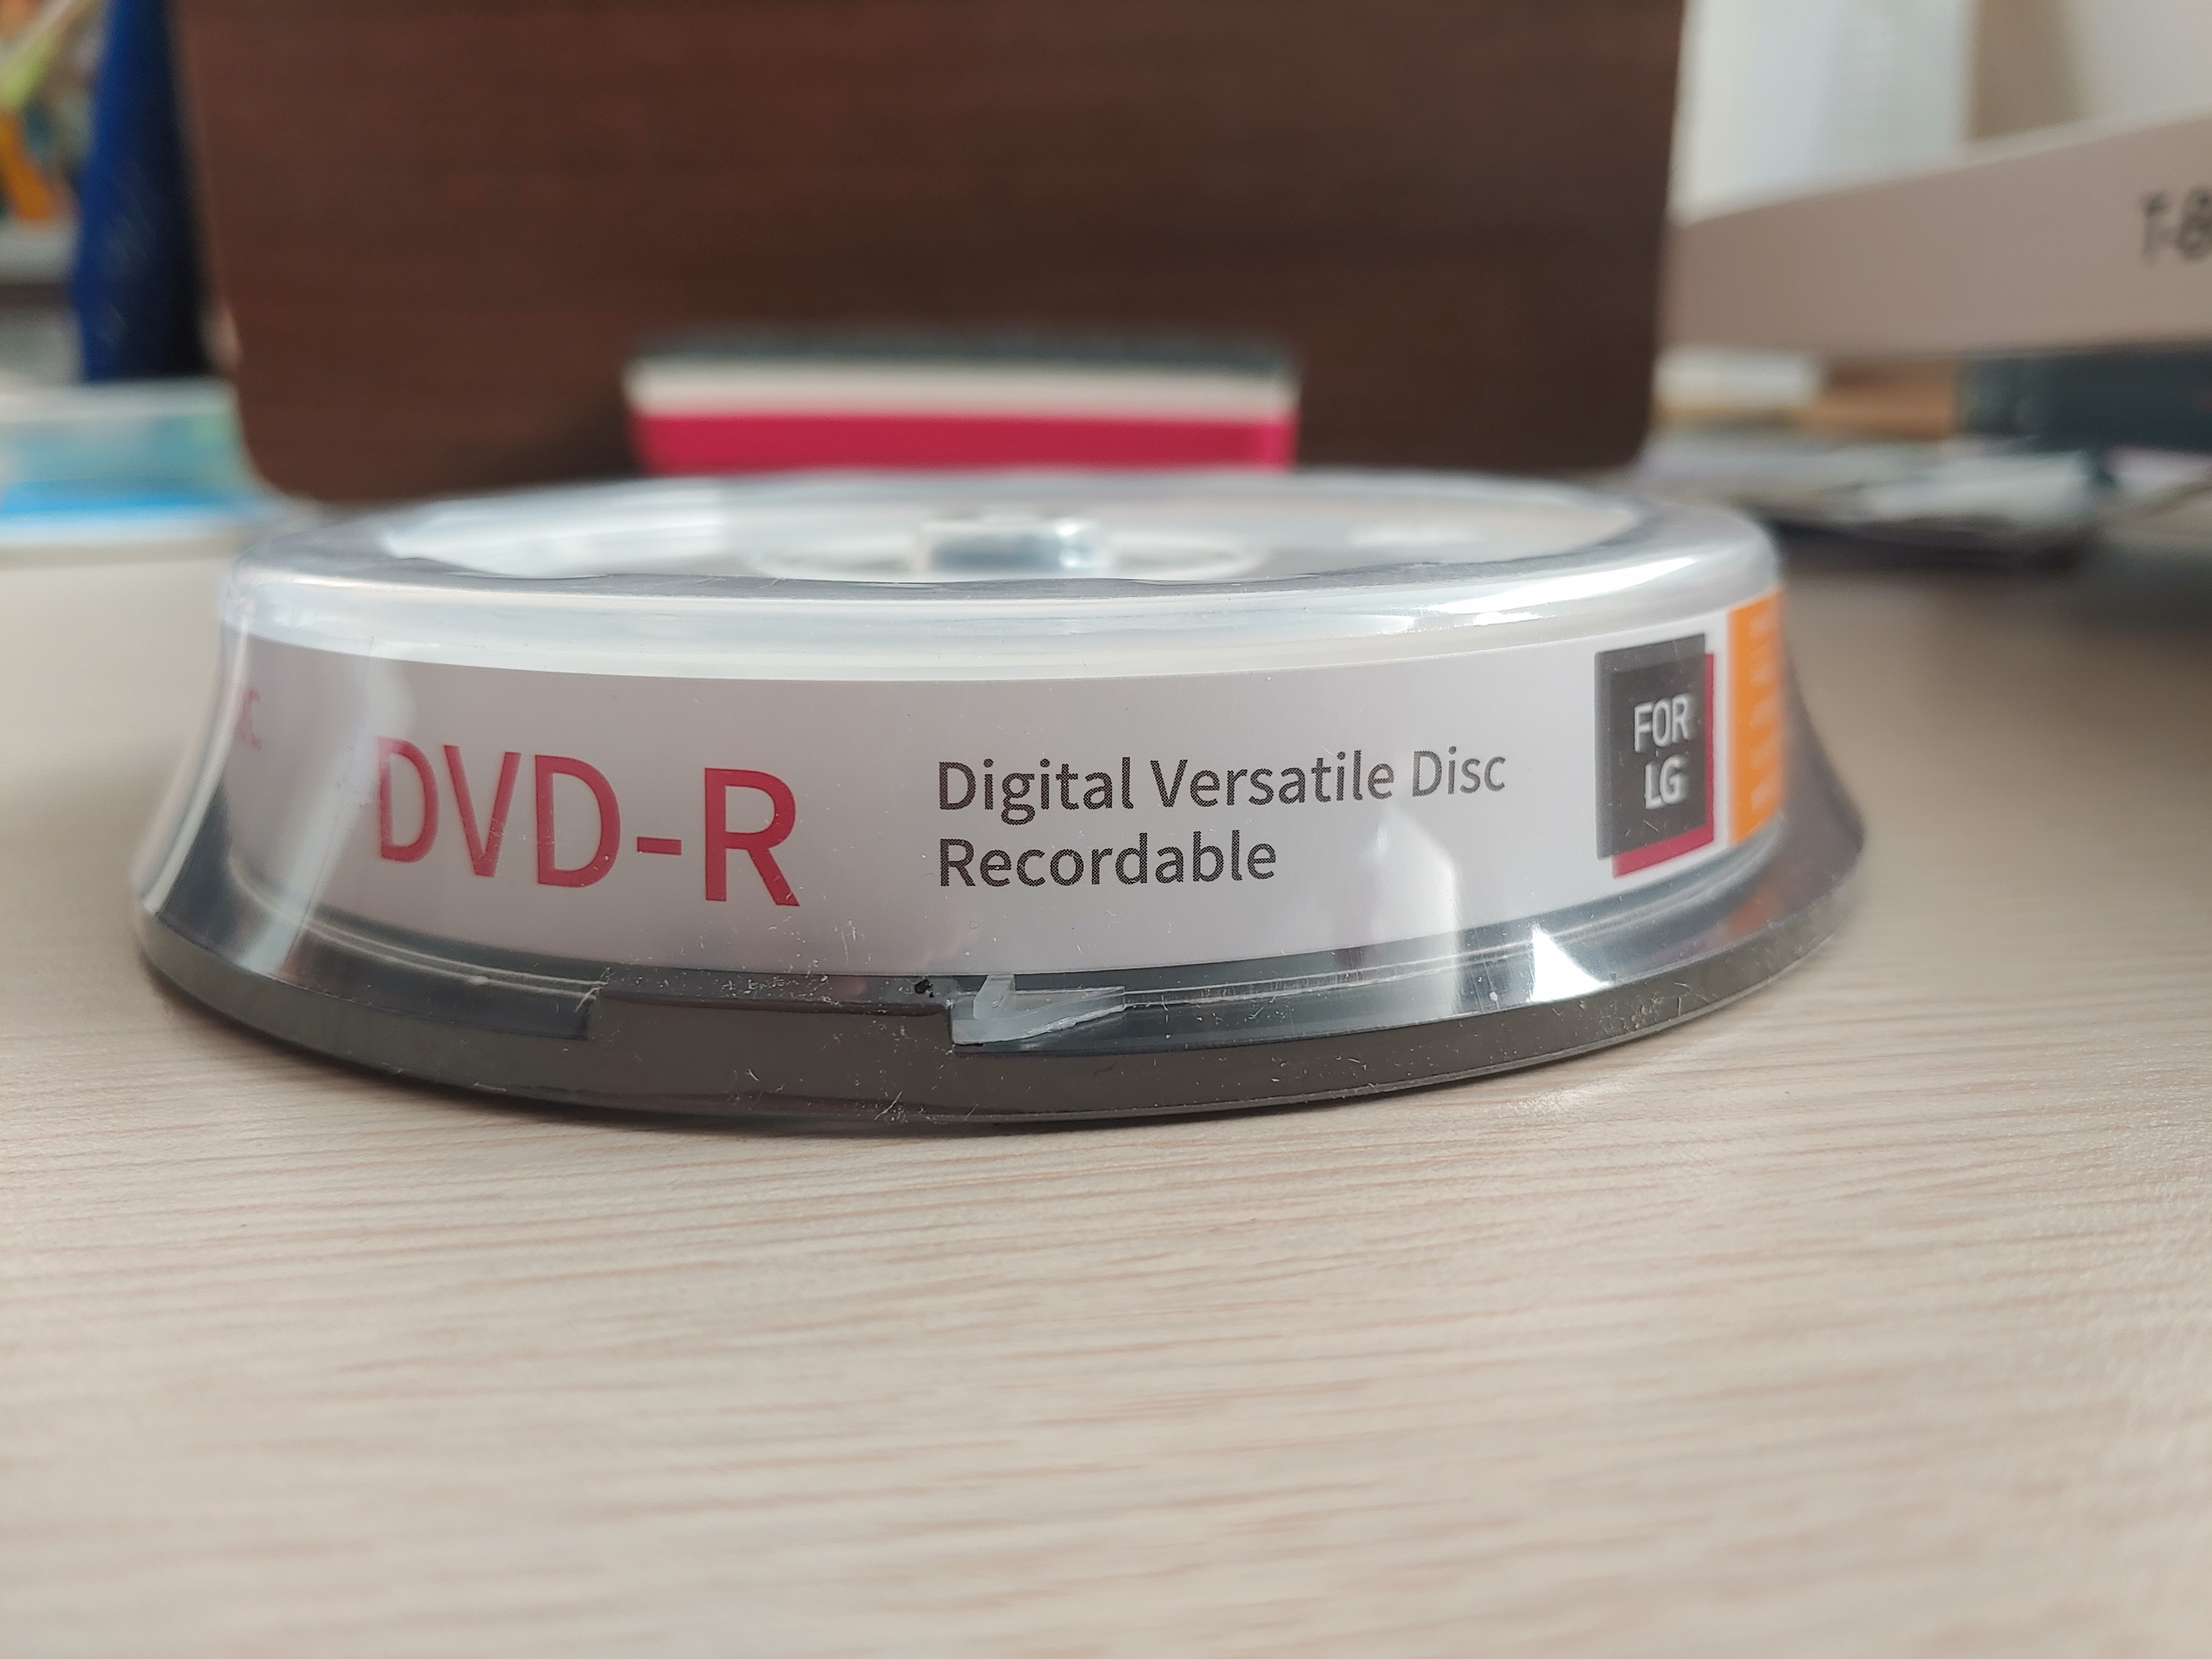 DVD-R
Digital Versatile Disc
Recordable
FOR
LG